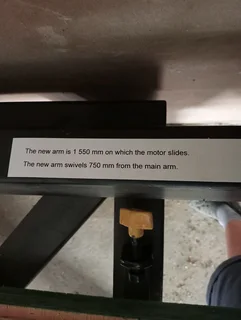 The new arm is 1 550 mm on which the motor slides.
The new arm swivels 750 mm from the main arm.